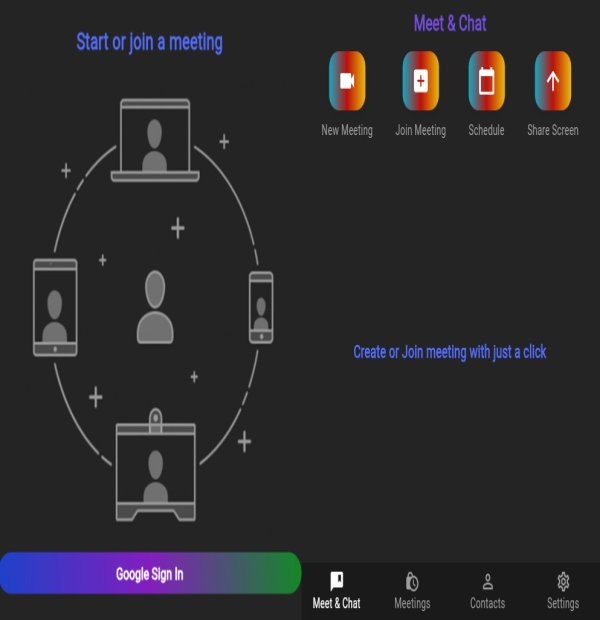 Start or join a meeting
Google Sign In
Meet & Chat
New Meeting
Join Meeting
Schedule
Share Screen
Create or Join meeting with just a click
Meet & Chat
Meetings
Contacts
Settings